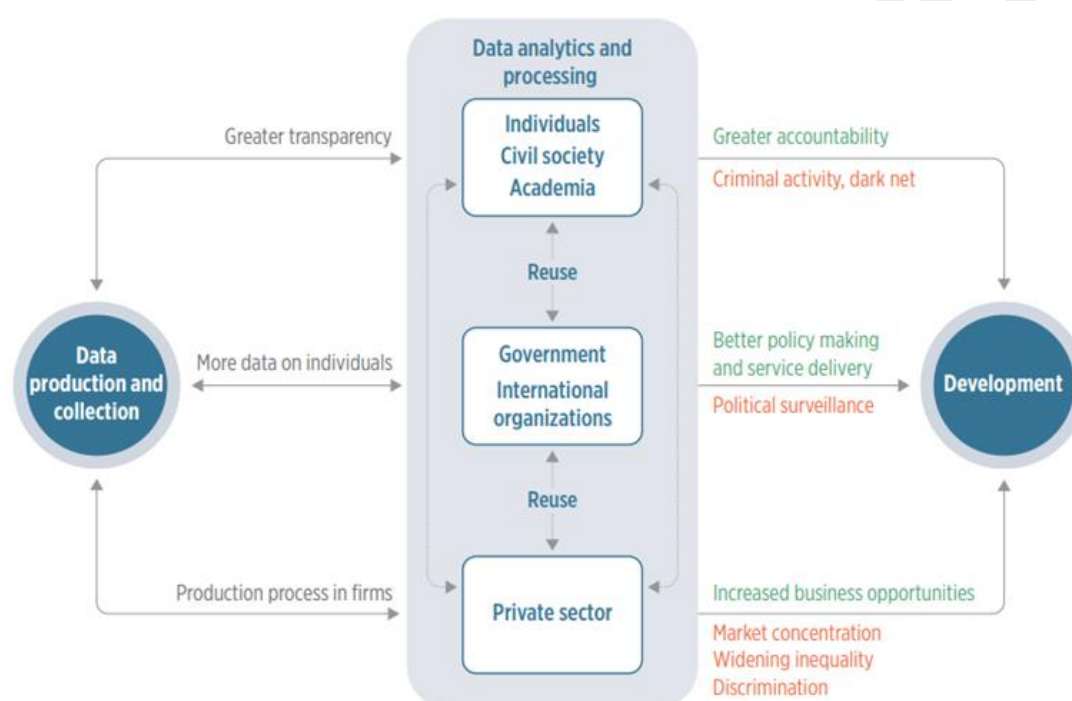 Data analytics and
processing
Individuals
Civil society
Academia
Greater transparency
Greater accountability
Criminal activity, dark net
Reuse
Data
production and
collection
More data on individuals
Government
International
organizations
Better policy making
and service delivery
Political surveillance
Development
Reuse
Production process in firms
Private sector
Increased business opportunities
Market concentration
Widening inequality
Discrimination